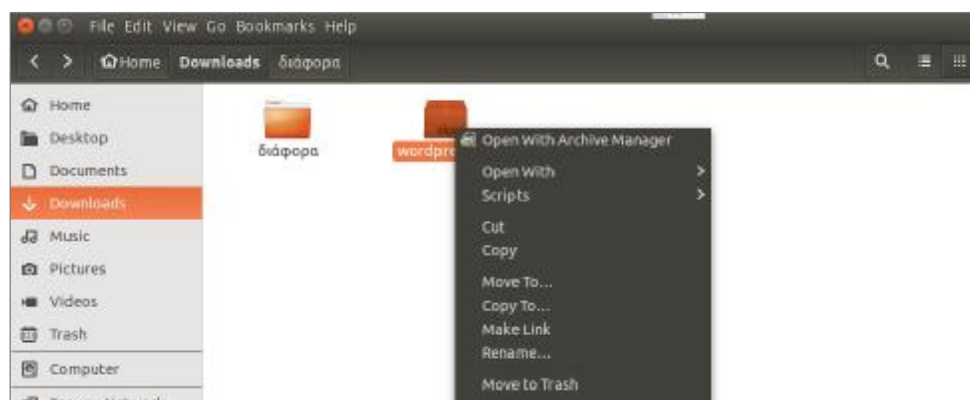 File Edit View Go Bookmarks Help
Home Downloads διάφορα
Home
Desktop
Documents
Downloads
Music
Pictures
Videos
Trash
Computer
διάφορα
wordpre
Open With Archive Manager
Open With
Scripts
Cut
Copy
Move To...
Copy To...
Make Link
Rename...
Move to Trash